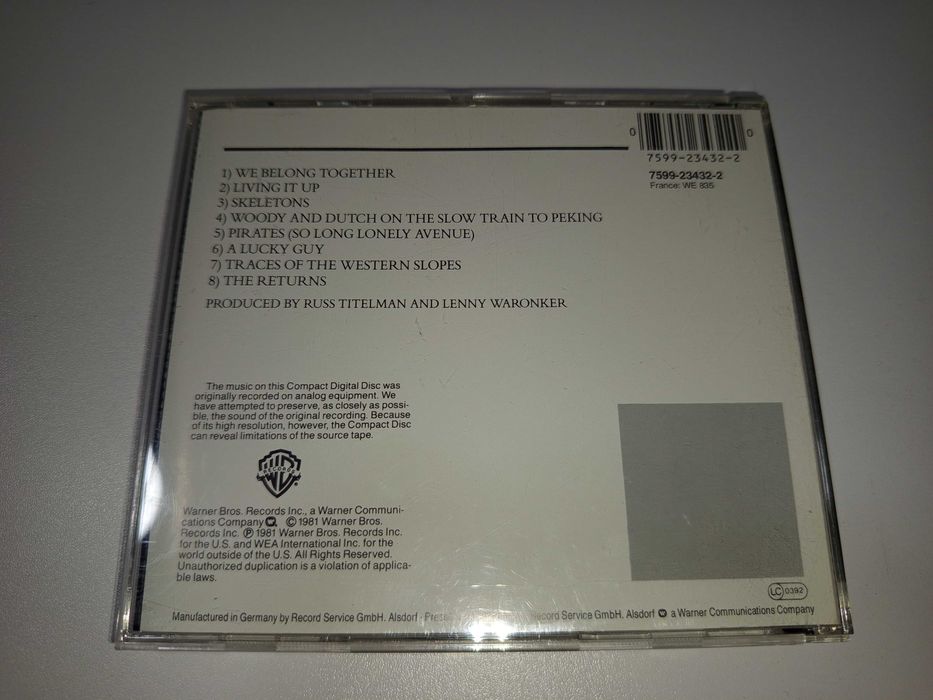 0 0
7599-23432-2
7599-23432-2
France: WE 835
1) WE BELONG TOGETHER
2) LIVING IT UP
3) SKELETONS
4) WOODY AND DUTCH ON THE SLOW TRAIN TO PEKING
5) PIRATES (SO LONG LONELY AVENUE)
6) A LUCKY GUY
7) TRACES OF THE WESTERN SLOPES
8) THE RETURNS
PRODUCED BY RUSS TITELMAN AND LENNY WARONKER
The music on this Compact Digital Disc was
originally recorded on analog equipment. We
have attempted to preserve, as closely as possi-
ble, the sound of the original recording. Because
of its high resolution, however, the Compact Disc
can reveal limitations of the source tape.
WB RECORDS ®
Warner Bros. Records Inc., a Warner Communi-
cations Company ©1981 Warner Bros.
Records Inc. ℗ 1981 Warner Bros. Records Inc.
for the U.S. and WEA International Inc. for the
world outside of the U.S. All Rights Reserved.
Unauthorized duplication is a violation of applica-
ble laws.
LC 0392
Manufactured in Germany by Record Service GmbH. Alsdorf · Record Service GmbH. Alsdorf a Warner Communications Company